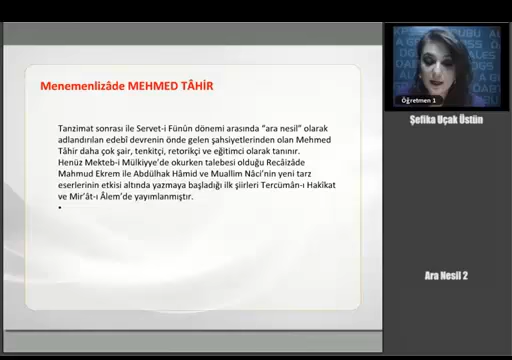 Menemenlizâde MEHMED TÂHİR
Tanzimat sonrası ile Servet-i Fünûn dönemi arasında “ara nesil” olarak
adlandırılan edebî devrenin önde gelen şahsiyetlerinden olan Mehmed
Tâhir daha çok şair, tenkitçi, retorikçi ve eğitimci olarak tanınır.
Henüz Mekteb-i Mülkiyye’de okurken talebesi olduğu Recâizâde
Mahmud Ekrem ile Abdülhak Hâmid ve Muallim Nâci’nin yeni tarz
eserlerinin etkisi altında yazmaya başladığı ilk şiirleri Tercümân-ı Hakîkat
ve Mir’ât-ı Âlem’de yayımlanmıştır.
•
ALES
DGS
Öğretmen 1
Şefika Uçak Üstün
Ara Nesil 2